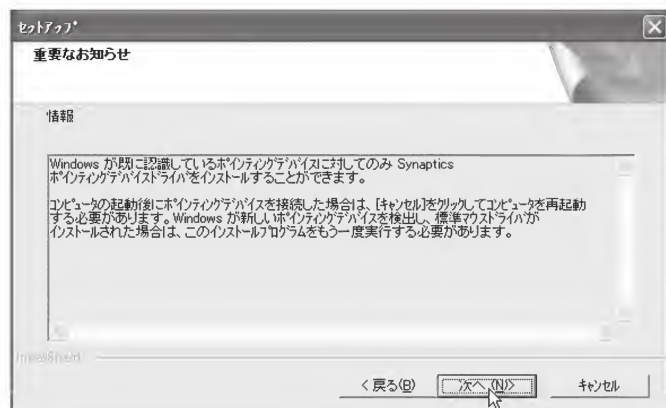 セットアップ
重要なお知らせ
情報
Windows が既に認識しているポインティングデバイスに対してのみ Synaptics
ポインティングデバイスドライバをインストールすることができます。
コンピュータの起動後にポインティングデバイスを接続した場合は、[キャンセル]をクリックしてコンピュータを再起動
する必要があります。Windows が新しいポインティングデバイスを検出し、標準マウスドライバが
インストールされた場合は、このインストールプログラムをもう一度実行する必要があります。
InstallShield
< 戻る(B)
次へ(N)>
キャンセル